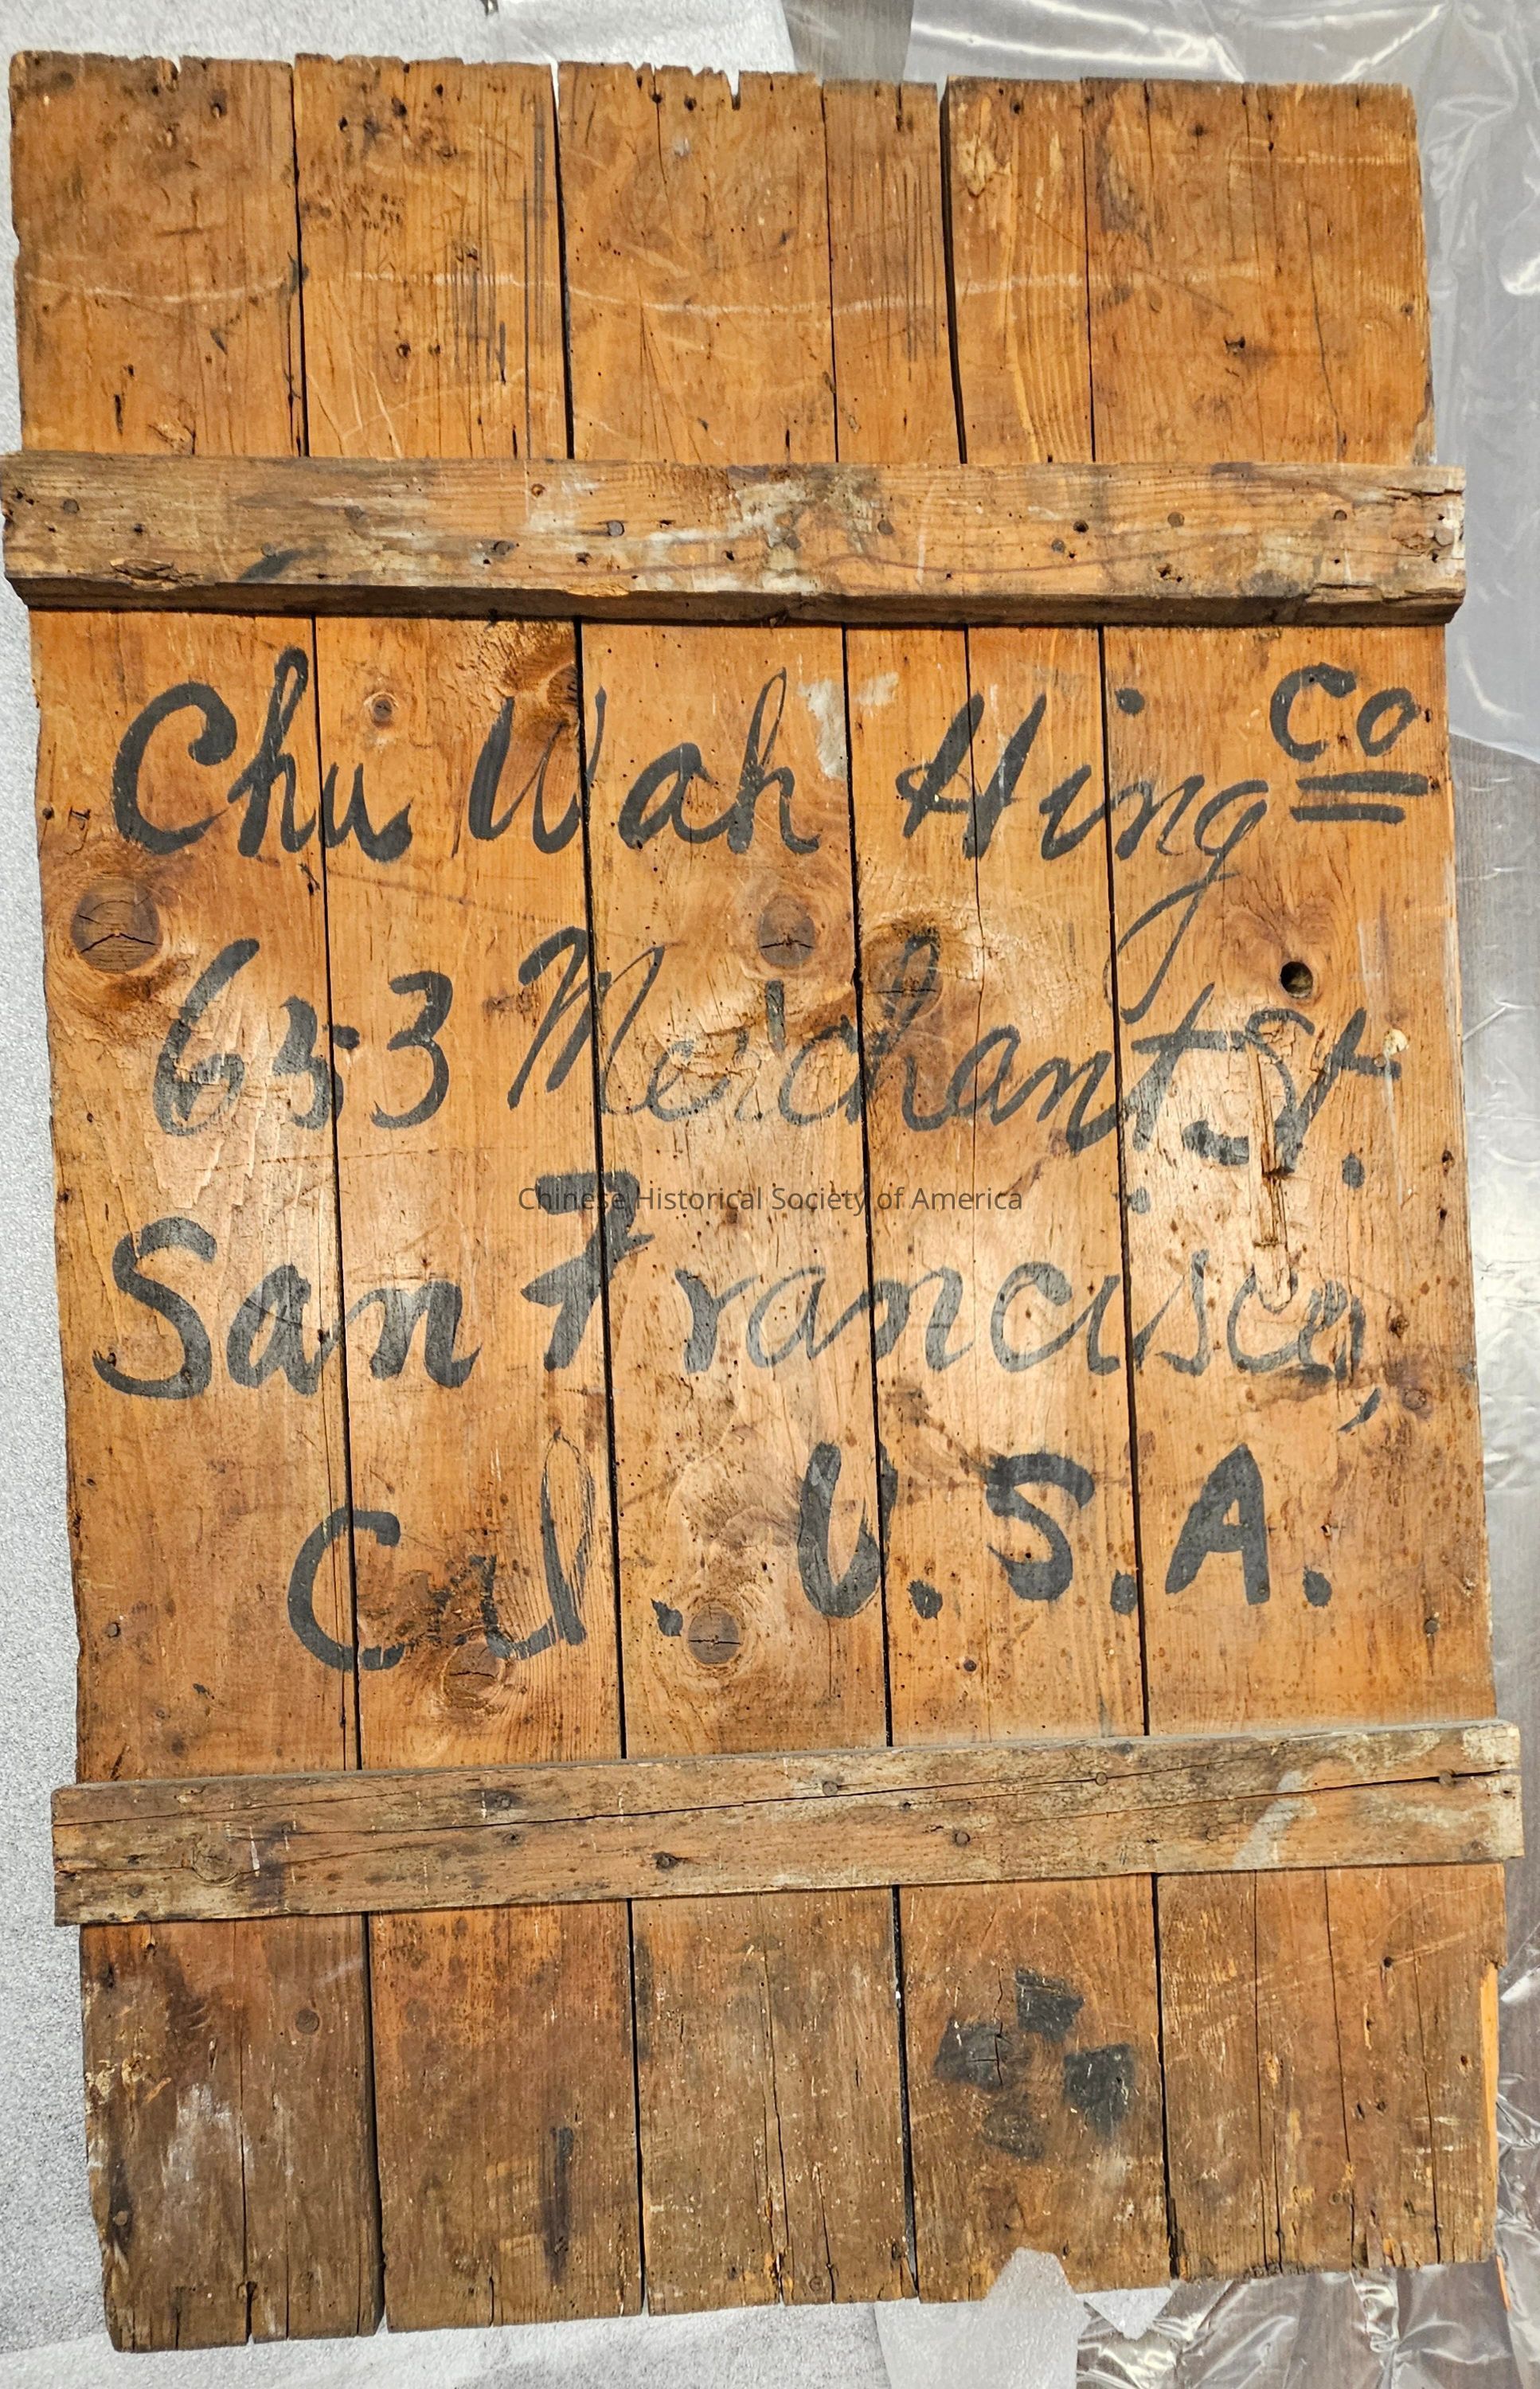 Chu Wah Hing Co
653 Merchant St.
San Francisco,
Cal. U.S.A.
Chinese Historical Society of America